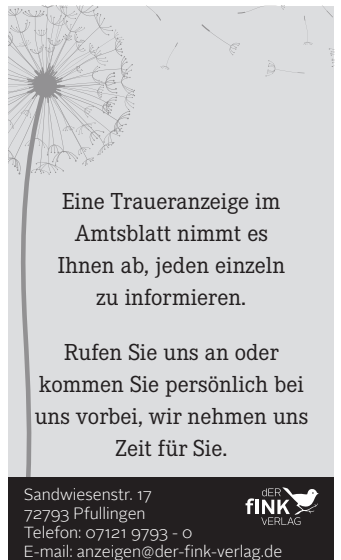 Eine Traueranzeige im
Amtsblatt nimmt es
Ihnen ab, jeden einzeln
zu informieren.
Rufen Sie uns an oder
kommen Sie persönlich bei
uns vorbei, wir nehmen uns
Zeit für Sie.
Sandwiesenstr. 17
72793 Pfullingen
Telefon: 07121 9793 - 0
E-mail: anzeigen@der-fink-verlag.de
dER
fINK
VERLAG